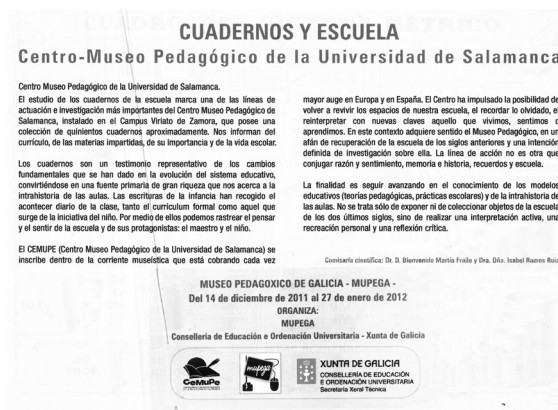 CUADERNOS Y ESCUELA
Centro-Museo Pedagógico de la Universidad de Salamanca
Centro Museo Pedagógico de la Universidad de Salamanca.
El estudio de los cuadernos de la escuela marca una de las líneas de
actuación e investigación más importantes del Centro Museo Pedagógico de
Salamanca, instalado en el Campus Viriato de Zamora, que posee una
colección de quinientos cuadernos aproximadamente. Nos informan del
currículo, de las materias impartidas, de su importancia y de la vida escolar.
Los cuadernos son un testimonio representativo de los cambios
fundamentales que se han dado en la evolución del sistema educativo,
convirtiéndose en una fuente primaria de gran riqueza que nos acerca a la
intrahistoria de las aulas. Las escrituras de la infancia han recogido el
acontecer diario de la clase, tanto el curriculum formal como aquel que
surge de la iniciativa del niño. Por medio de ellos podemos rastrear el pensar
y el sentir de la escuela y de sus protagonistas: el maestro y el niño.
El CEMUPE (Centro Museo Pedagógico de la Universidad de Salamanca) se
inscribe dentro de la corriente museística que está cobrando cada vez
mayor auge en Europa y en España. El Centro ha impulsado la posibilidad de
volver a revivir los espacios de nuestra escuela, el recordar lo olvidado, el
reinterpretar con nuevas claves aquello que vivimos, sentimos o
aprendimos. En este contexto adquiere sentido el Museo Pedagógico, en un
afán de recuperación de la escuela de los siglos anteriores y una intención
definida de investigación sobre ella. La línea de acción no es otra que
conjugar razón y sentimiento, memoria e historia, recuerdos y escuela.
La finalidad es seguir avanzando en el conocimiento de los modelos
educativos (teorías pedagógicas, prácticas escolares) y de la intrahistoria de
las aulas. No se trata sólo de exponer ni de coleccionar objetos de la escuela
de los dos últimos siglos, sino de realizar una interpretación activa, una
recreación personal y una reflexión crítica.
Comisaría científica: Dr. D. Bienvenido Martín Fraile y Dra. Dña. Isabel Ramos Ruiz
MUSEO PEDAGOXICO DE GALICIA - MUPEGA -
Del 14 de diciembre de 2011 al 27 de enero de 2012
ORGANIZA:
MUPEGA
Consellería de Educación e Ordenación Universitaria - Xunta de Galicia
CeMuPe
mupega
XUNTA DE GALICIA
CONSELLERÍA DE EDUCACIÓN
E ORDENACIÓN UNIVERSITARIA
Secretaría Xeral Técnica